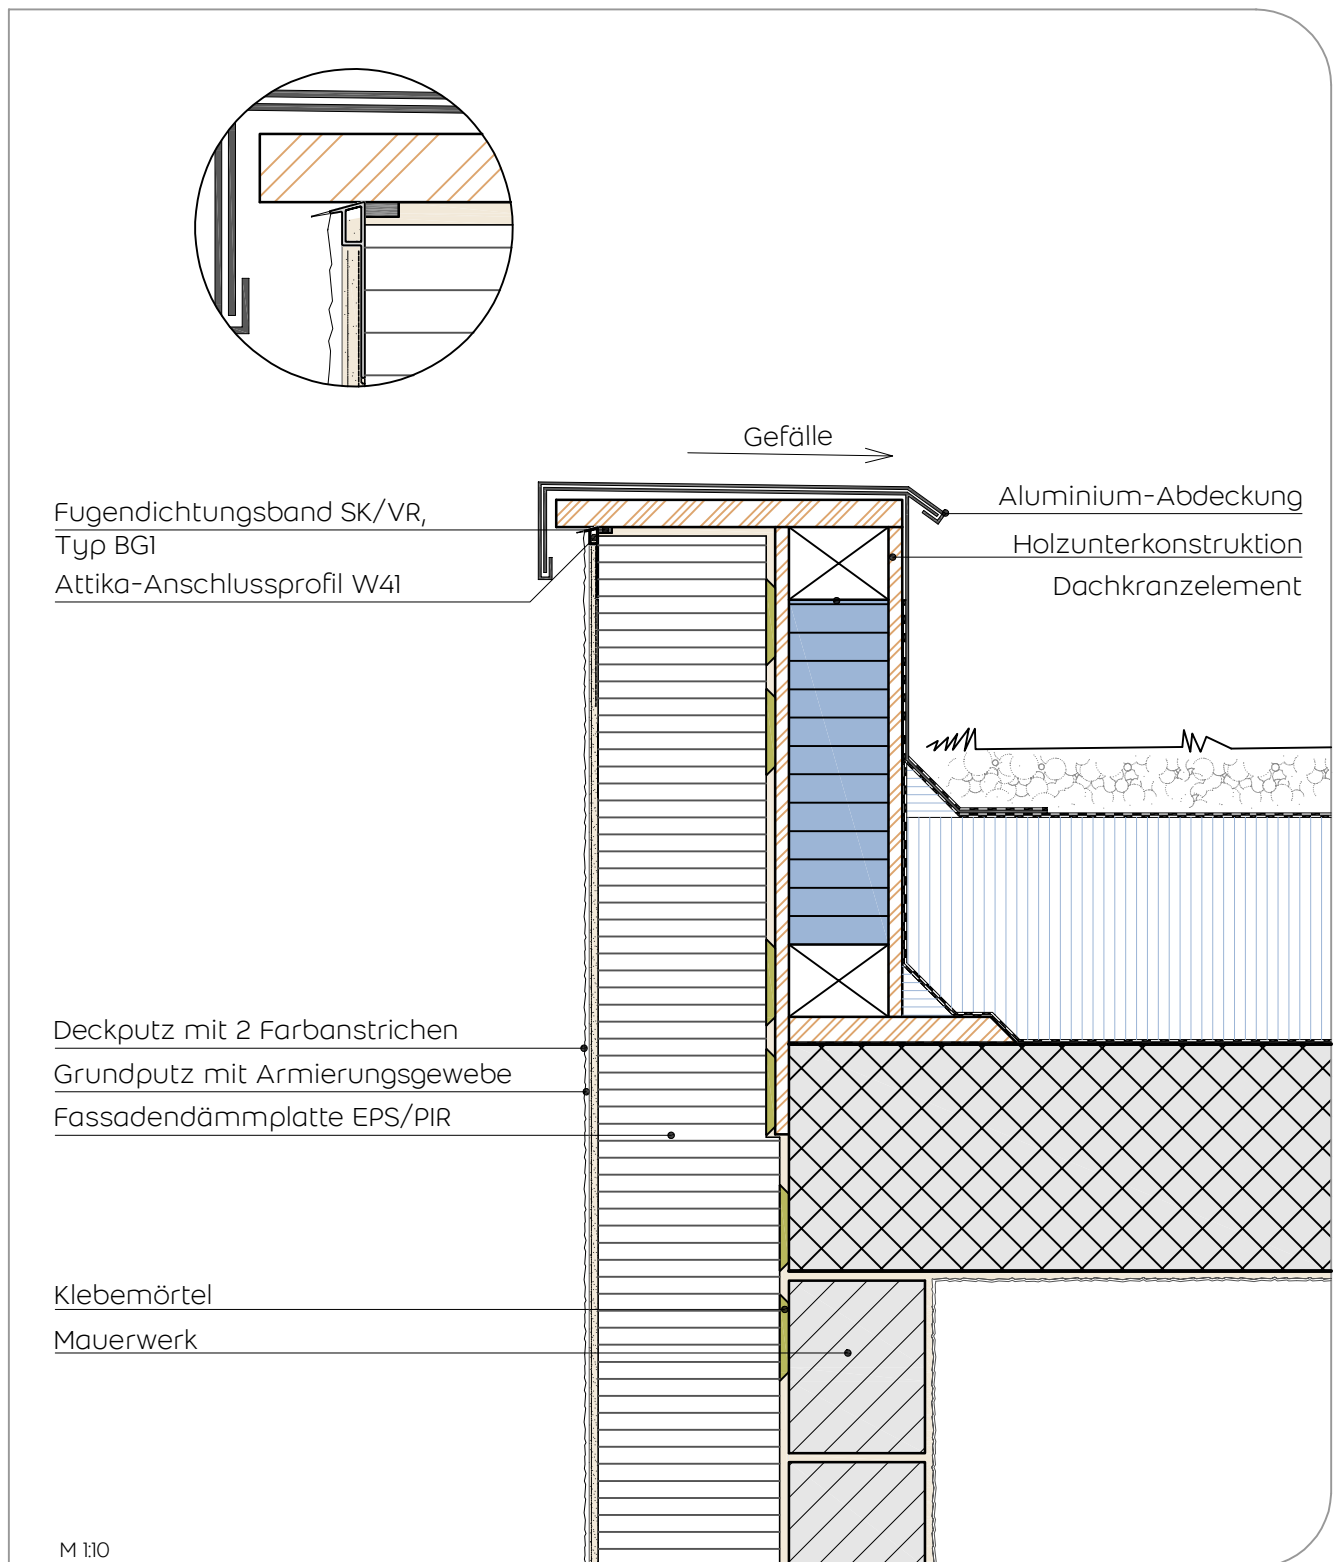 Gefälle
Fugendichtungsband SK/VR,
Typ BG1
Attika-Anschlussprofil W41
Aluminium-Abdeckung
Holzunterkonstruktion
Dachkranzelement
Deckputz mit 2 Farbanstrichen
Grundputz mit Armierungsgewebe
Fassadendämmplatte EPS/PIR
Klebemörtel
Mauerwerk
M 1:10